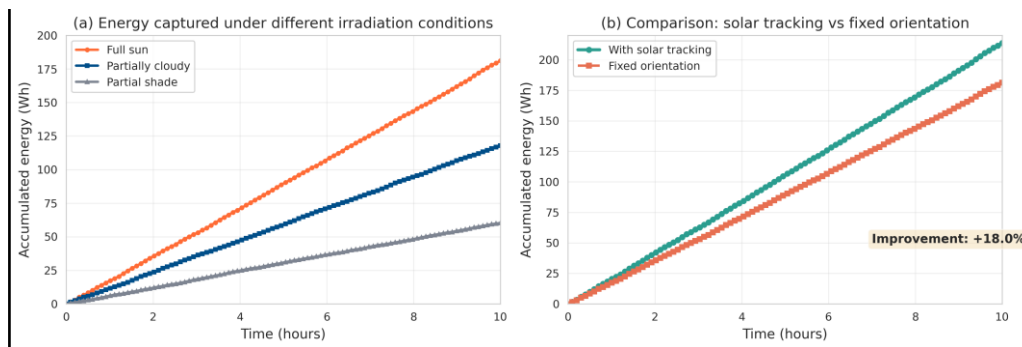 (a) Energy captured under different irradiation conditions
Accumulated energy (Wh)
200
175
150
125
100
75
50
25
0
Full sun
Partially cloudy
Partial shade
0 2 4 6 8 10
Time (hours)
(b) Comparison: solar tracking vs fixed orientation
Accumulated energy (Wh)
200
175
150
125
100
75
50
25
0
With solar tracking
Fixed orientation
Improvement: +18.0%
0 2 4 6 8 10
Time (hours)